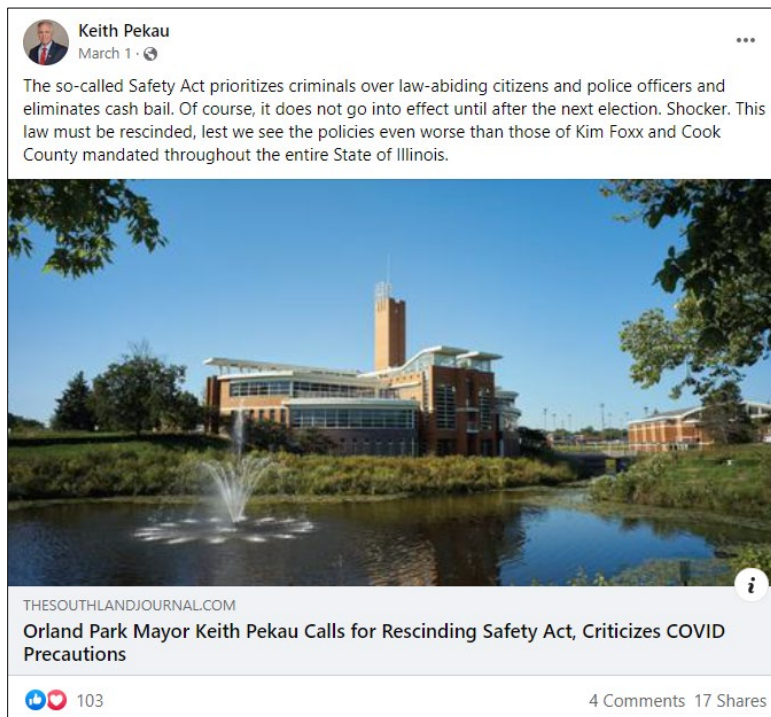 Keith Pekau
March 1 ·
The so-called Safety Act prioritizes criminals over law-abiding citizens and police officers and
eliminates cash bail. Of course, it does not go into effect until after the next election. Shocker. This
law must be rescinded, lest we see the policies even worse than those of Kim Foxx and Cook
County mandated throughout the entire State of Illinois.
THESOUTHLANDJOURNAL.COM
Orland Park Mayor Keith Pekau Calls for Rescinding Safety Act, Criticizes COVID
Precautions
103
4 Comments 17 Shares